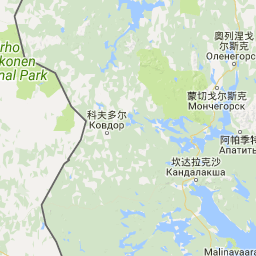 奥列涅戈
尔斯克
Оленегорск
rho
konen
nal Park
蒙切戈尔斯克
Мончегорск
科夫多尔
Ковдор
阿帕季特
Апатиты
坎达拉克沙
Кандалакша
Malinavaara